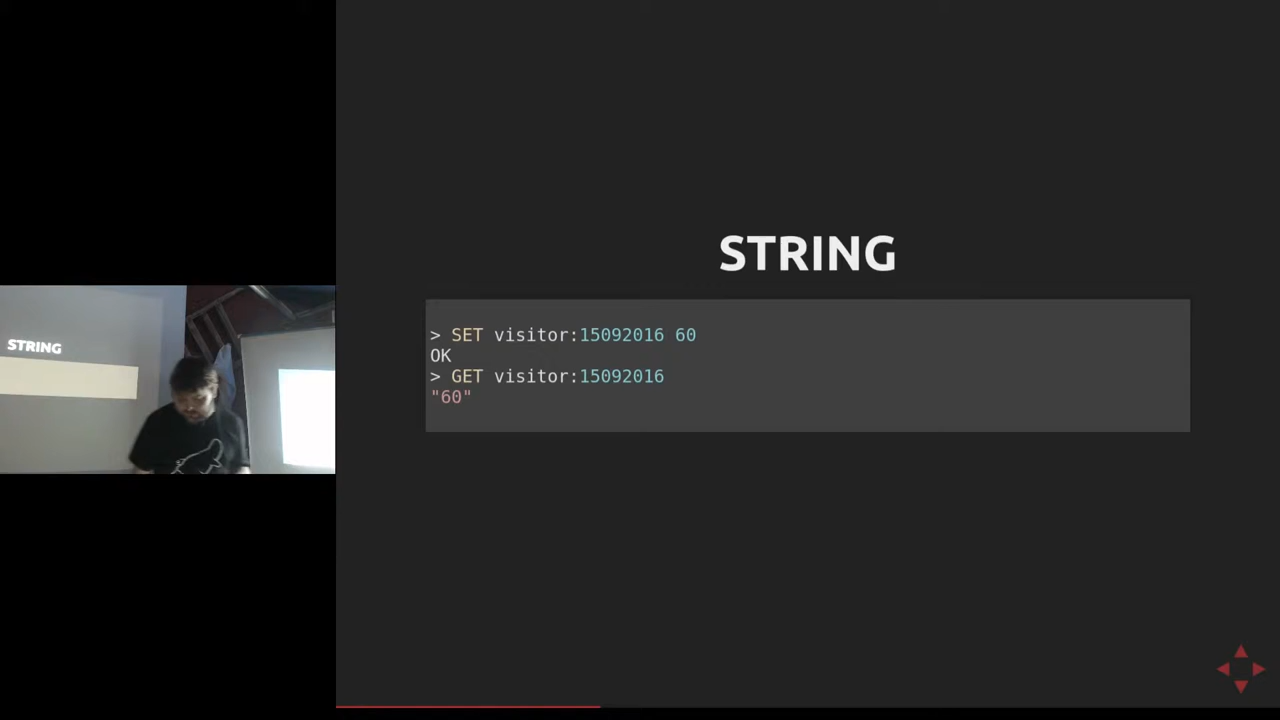 STRING
STRING
> SET visitor:15092016 60
OK
> GET visitor:15092016
"60"